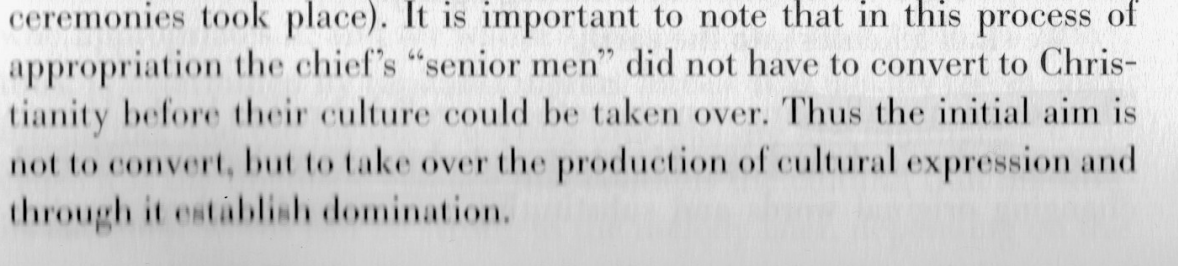 ceremonies took place). It is important to note that in this process of
appropriation the chief's “senior men” did not have to convert to Chris-
tianity before their culture could be taken over. Thus the initial aim is
not to convert, but to take over the production of cultural expression and
through it establish domination.